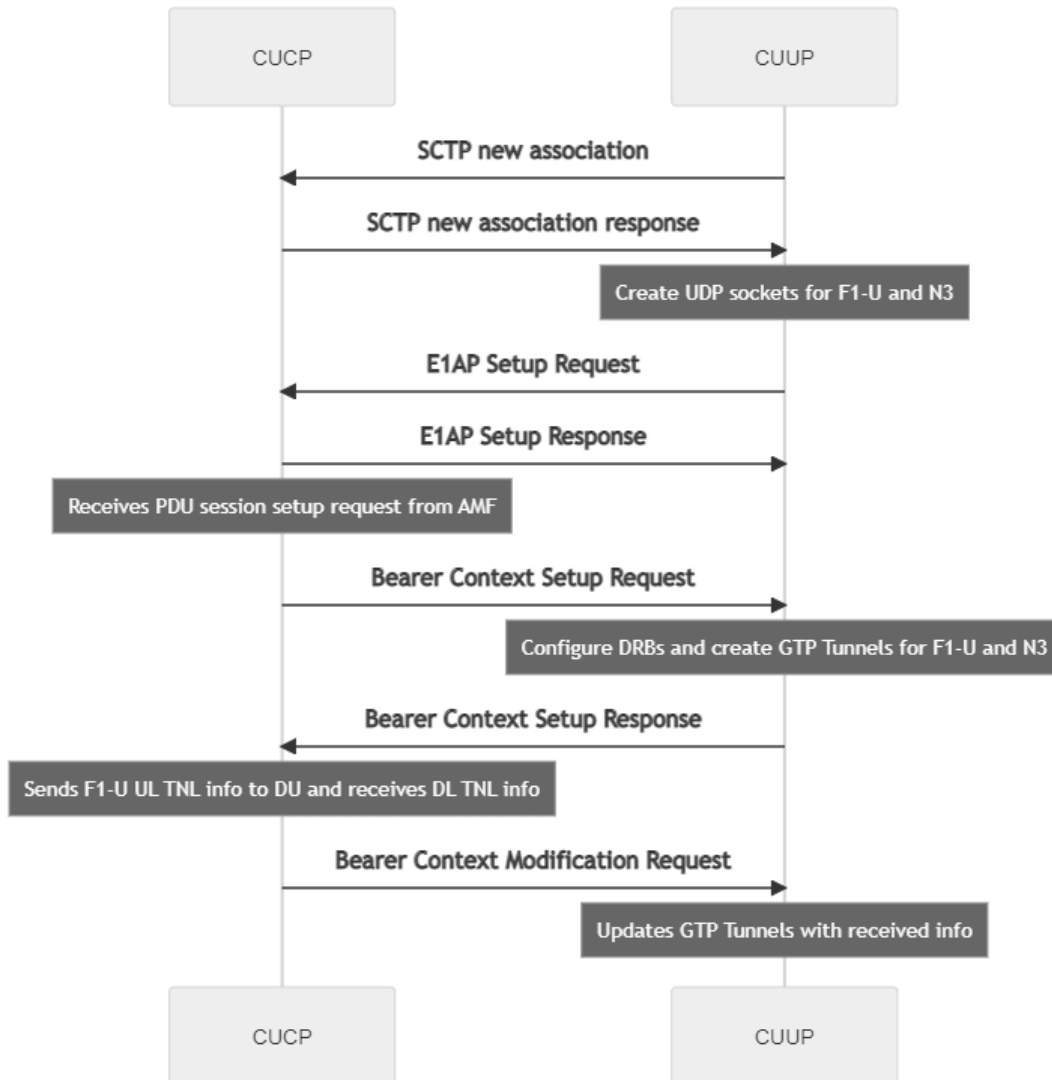 CUCP
CUUP
SCTP new association
SCTP new association response
Create UDP sockets for F1-U and N3
E1AP Setup Request
E1AP Setup Response
Receives PDU session setup request from AMF
Bearer Context Setup Request
Configure DRBs and create GTP Tunnels for F1-U and N3
Bearer Context Setup Response
Sends F1-U UL TNL info to DU and receives DL TNL info
Bearer Context Modification Request
Updates GTP Tunnels with received info
CUCP
CUUP